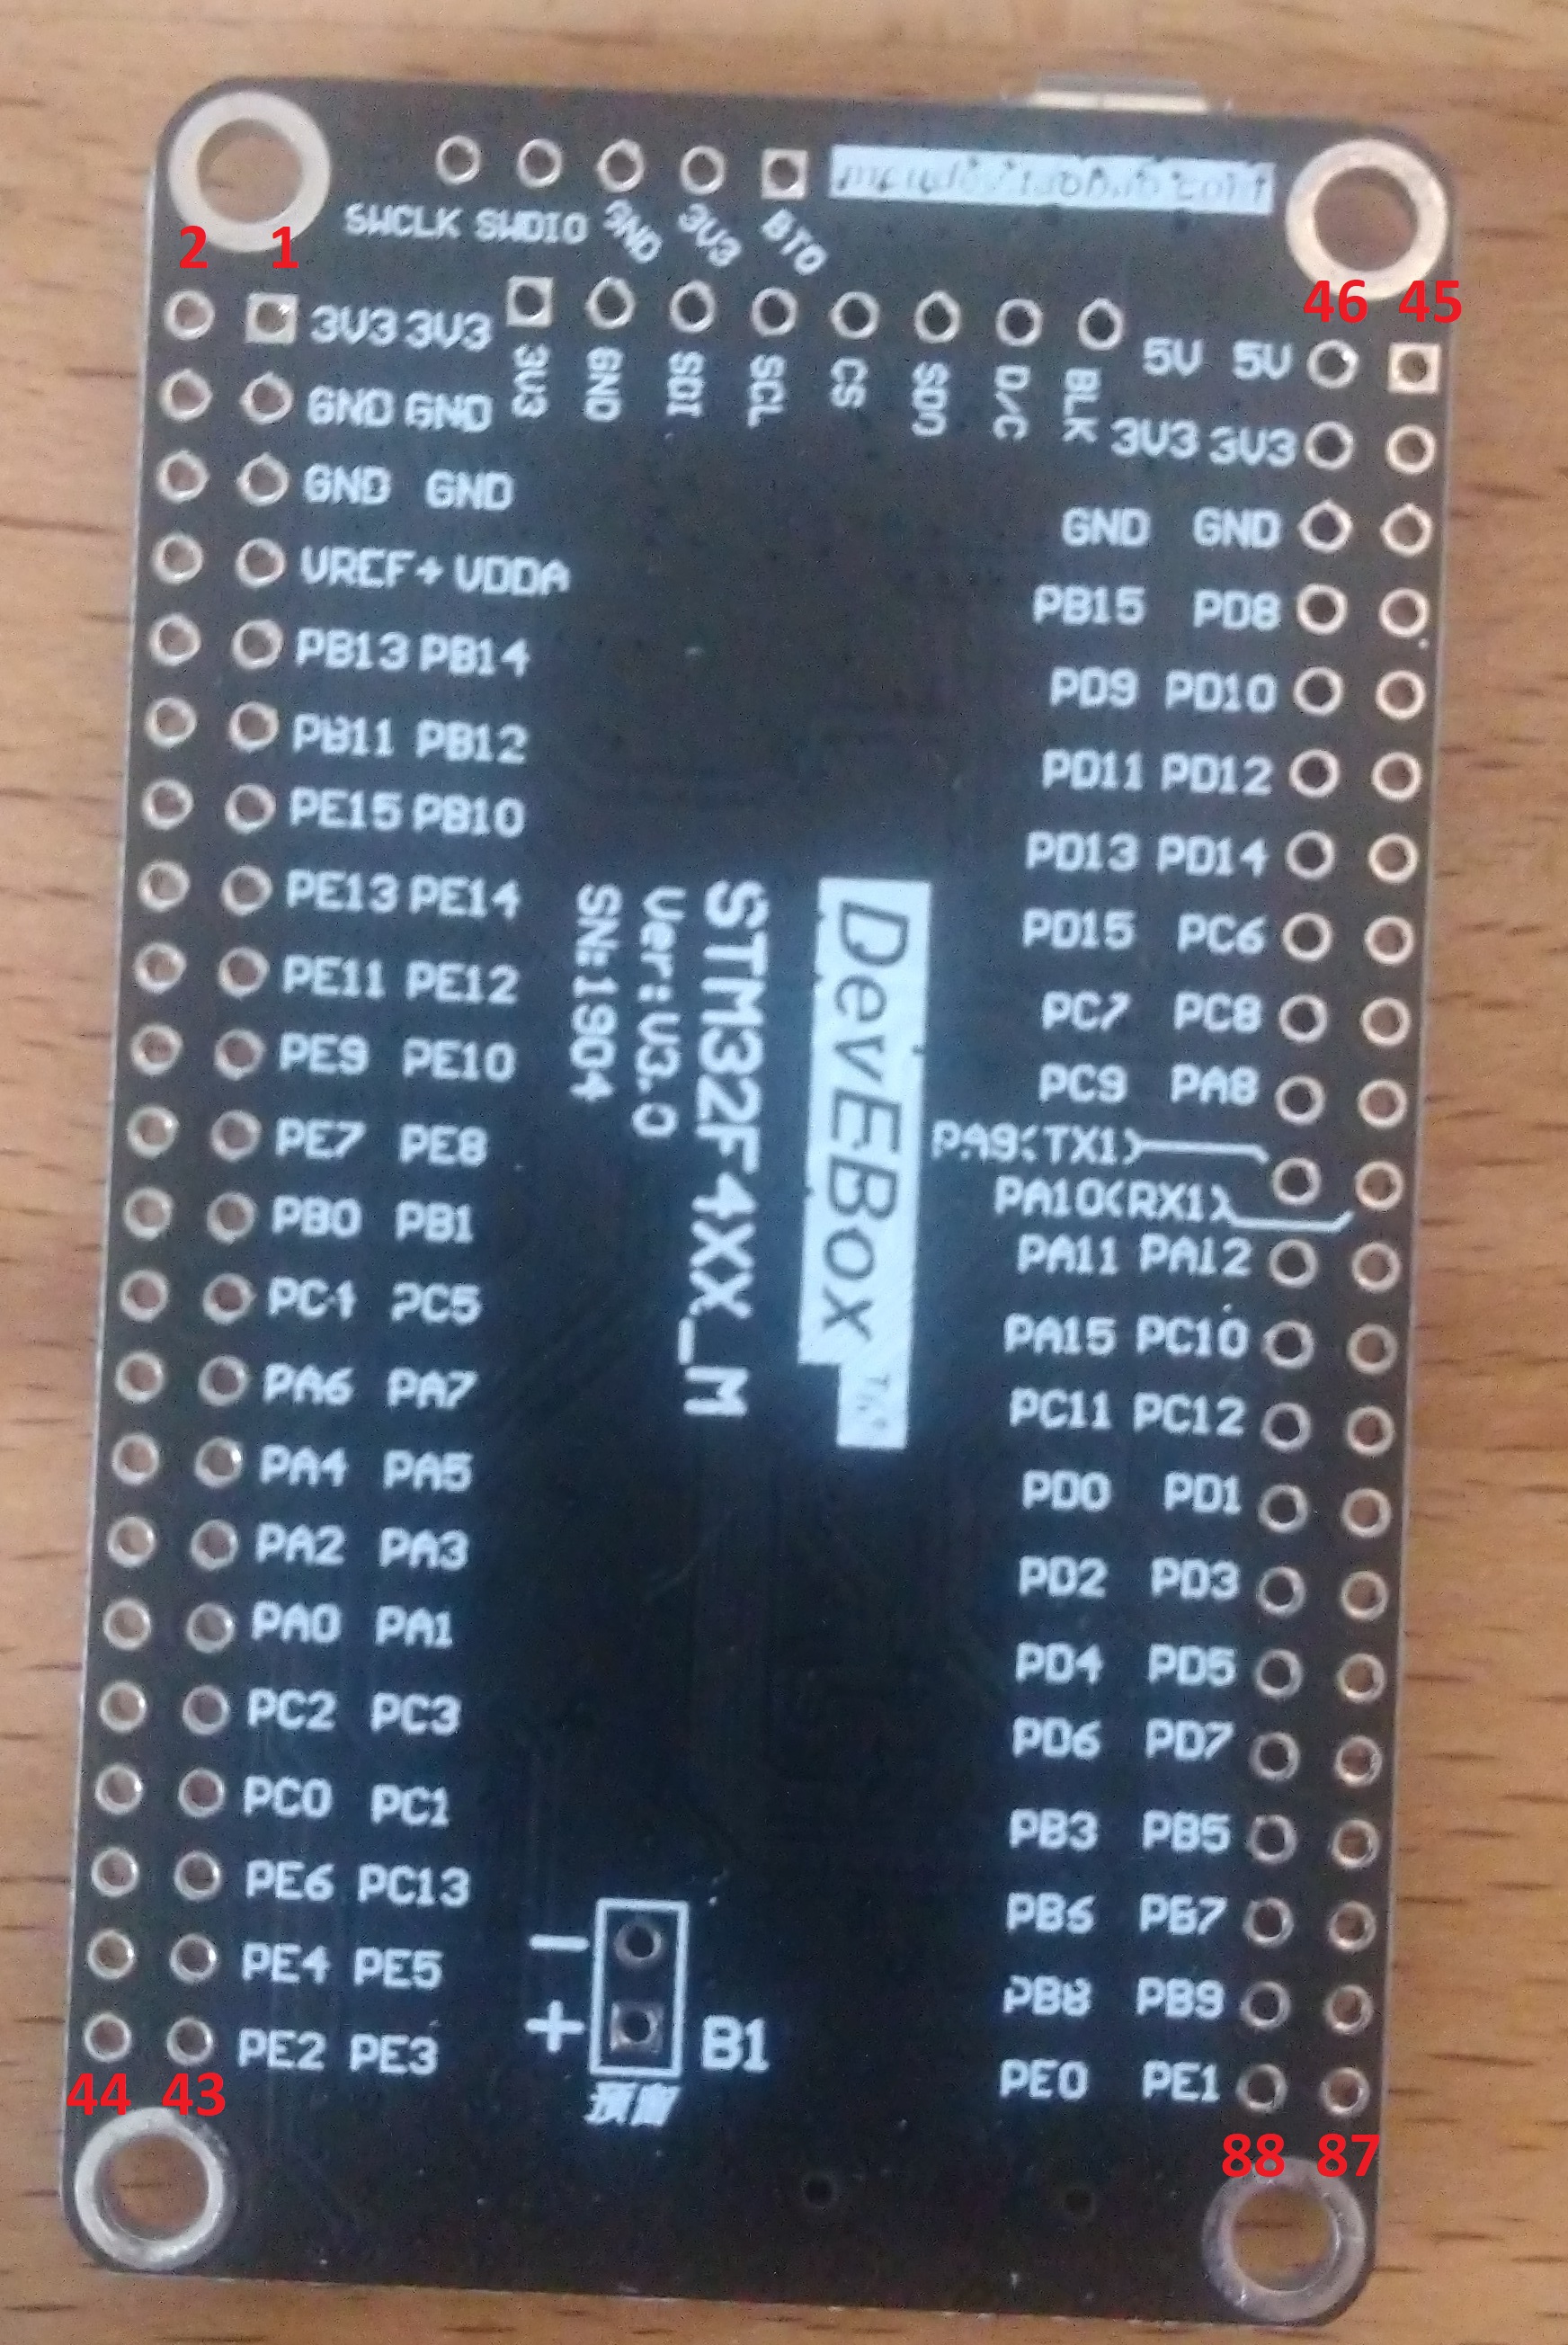 SWCLK SWDIO GND 3V3 BT0
2 1
46 45
3V3 3V3
3V3 GND SDI SCL CS SDO D/C BLK
5V 5V
GND GND
3V3 3V3
GND GND
GND GND
VREF+ VDDA
PB15 PD8
PB13 PB14
PD9 PD10
PB11 PB12
PD11 PD12
PE15 PB10
PD13 PD14
PE13 PE14
PD15 PC6
PE11 PE12
PC7 PC8
PE9 PE10
PC9 PA8
PE7 PE8
PA9(TX1)
PA10(RX1)
PB0 PB1
PA11 PA12
PC4 PC5
PA15 PC10
PA6 PA7
PC11 PC12
PA4 PA5
PD0 PD1
PA2 PA3
PD2 PD3
PA0 PA1
PD4 PD5
PC2 PC3
PD6 PD7
PC0 PC1
PB3 PB5
PE6 PC13
PB6 PB7
PE4 PE5
PB8 PB9
PE2 PE3
PE0 PE1
44 43
88 87
DevEBox TM
STM32F4XX_M
Ver:V3.0
SN:1904
−
+ B1
预留